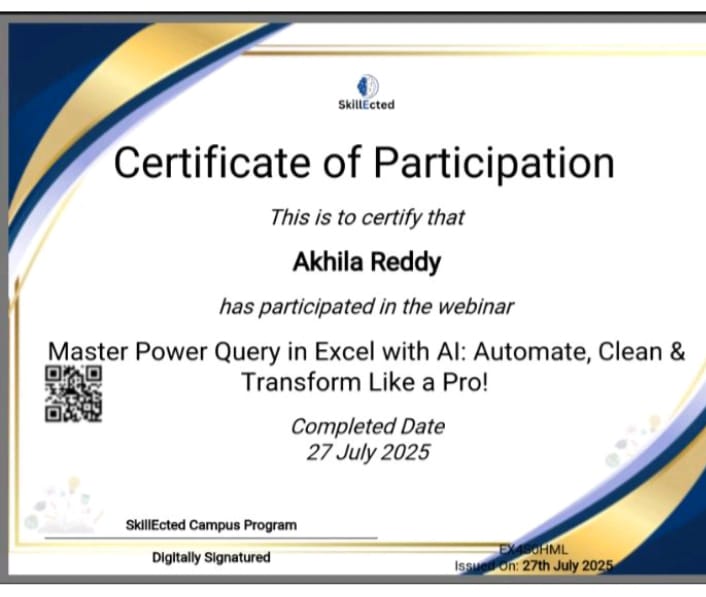 SkillEcted
Certificate of Participation
This is to certify that
Akhila Reddy
has participated in the webinar
Master Power Query in Excel with AI: Automate, Clean &
Transform Like a Pro!
Completed Date
27 July 2025
SkillEcted Campus Program
Digitally Signatured
Issued On: 27th July 2025